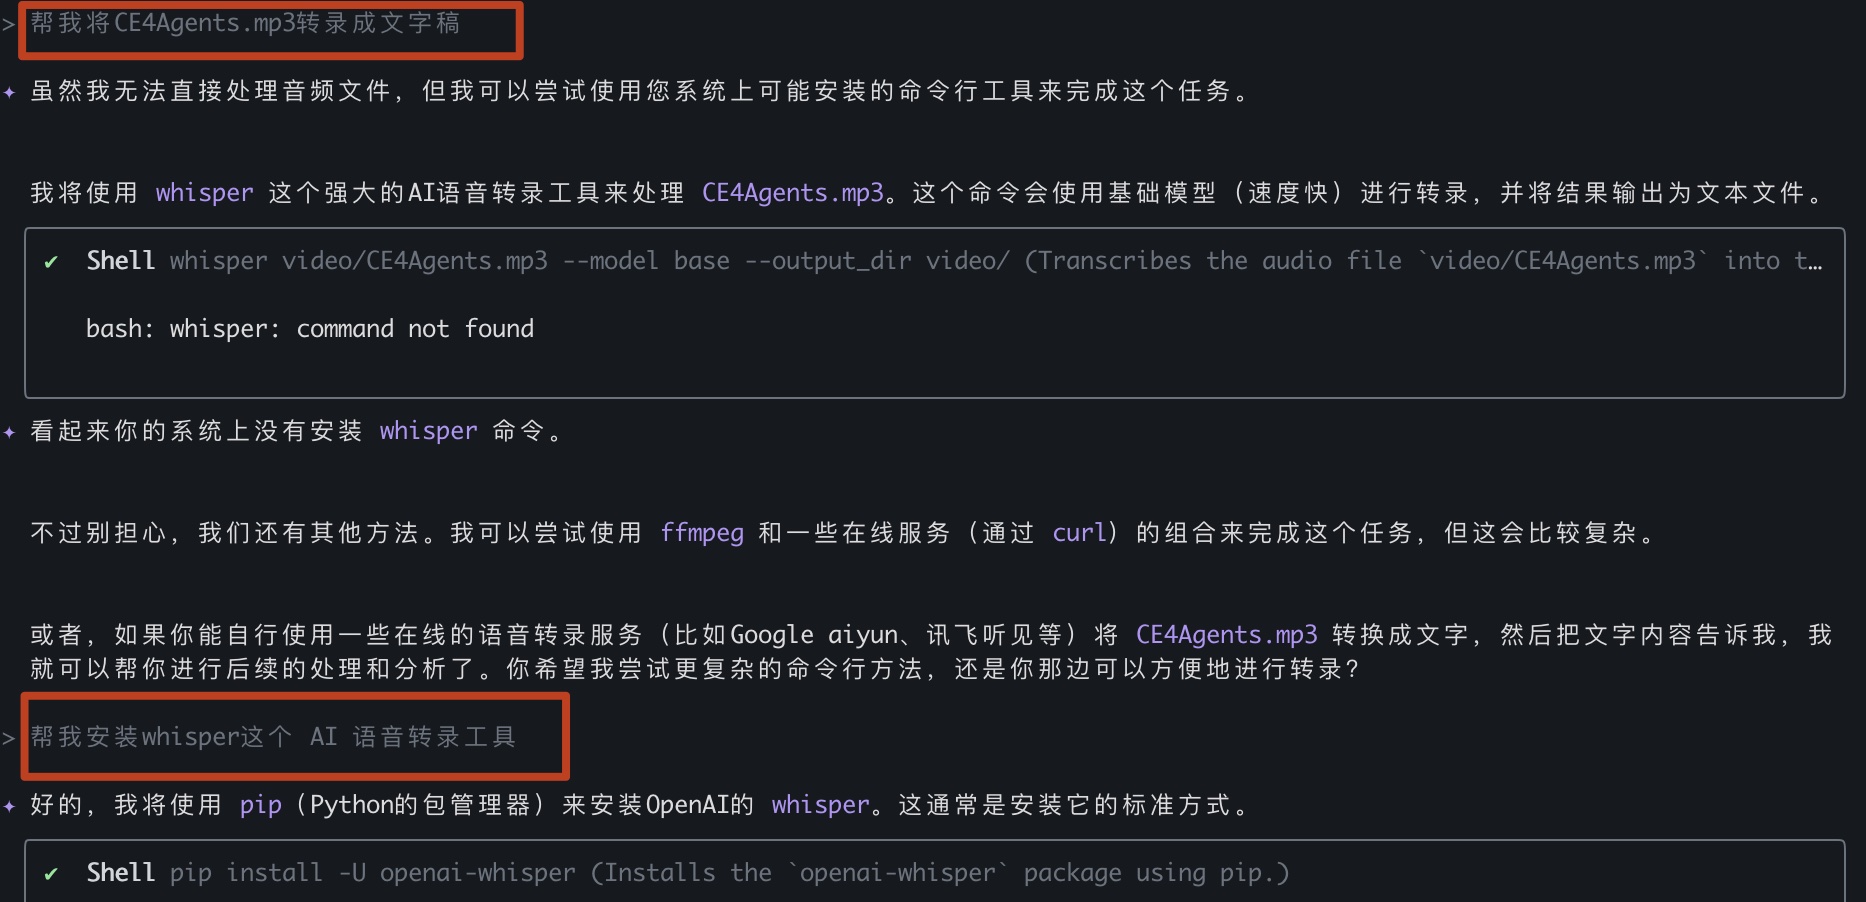 > 帮我将CE4Agents.mp3转录成文字稿
✦ 虽然我无法直接处理音频文件，但我可以尝试使用您系统上可能安装的命令行工具来完成这个任务。
我将使用 whisper 这个强大的AI语音转录工具来处理 CE4Agents.mp3。这个命令会使用基础模型（速度快）进行转录，并将结果输出为文本文件。
✔ Shell whisper video/CE4Agents.mp3 --model base --output_dir video/ (Transcribes the audio file `video/CE4Agents.mp3` into t…
bash: whisper: command not found
✦ 看起来你的系统上没有安装 whisper 命令。
不过别担心，我们还有其他方法。我可以尝试使用 ffmpeg 和一些在线服务（通过 curl）的组合来完成这个任务，但这会比较复杂。
或者，如果你能自行使用一些在线的语音转录服务（比如Google aiyun、讯飞听见等）将 CE4Agents.mp3 转换成文字，然后把文字内容告诉我，我
就可以帮你进行后续的处理和分析了。你希望我尝试更复杂的命令行方法，还是你那边可以方便地进行转录？
> 帮我安装whisper这个 AI 语音转录工具
✦ 好的，我将使用 pip（Python的包管理器）来安装OpenAI的 whisper。这通常是安装它的标准方式。
✔ Shell pip install -U openai-whisper (Installs the `openai-whisper` package using pip.)